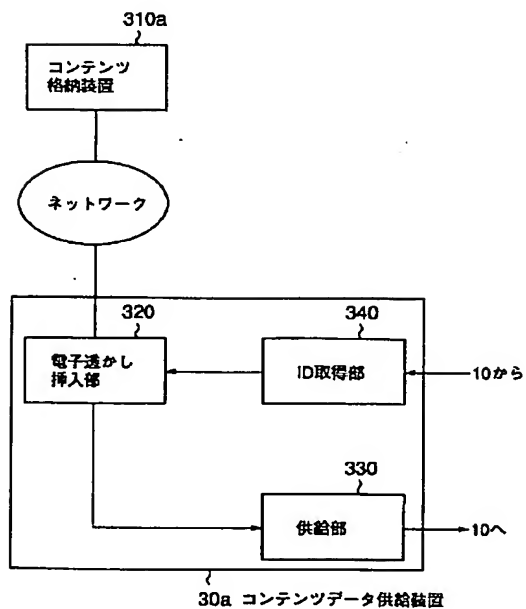 310a
コンテンツ
格納装置
ネットワーク
320
電子透かし
挿入部
340
ID取得部
10から
330
供給部
10へ
30a コンテンツデータ供給装置